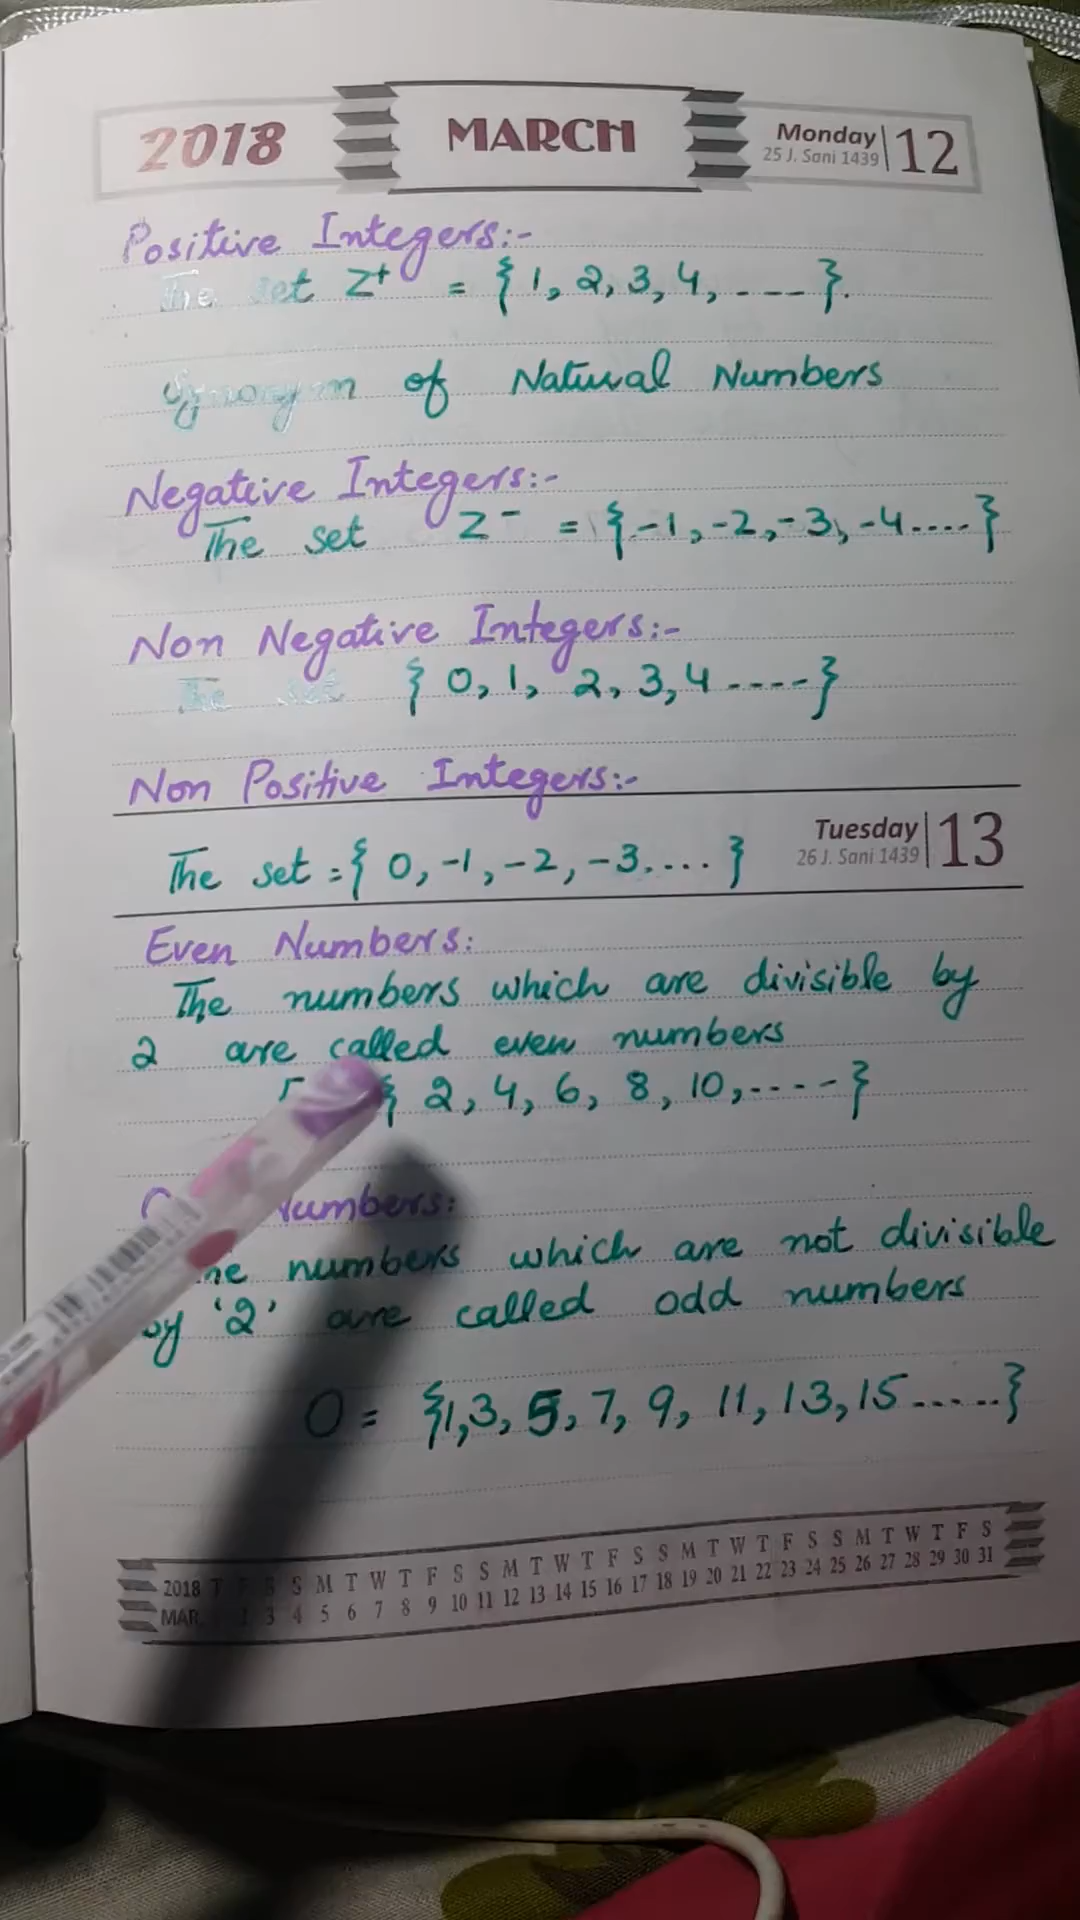 2018 MARCH Monday 12
25 J. Sani 1439
Positive Integers:-
The set Z+ = { 1, 2, 3, 4, ---- }.
Synonym of Natural Numbers
Negative Integers:-
The set Z- = { -1, -2, -3, -4.... }
Non Negative Integers:-
The set { 0, 1, 2, 3, 4 ---- }
Non Positive Integers:-
Tuesday 13
26 J. Sani 1439
The set = { 0, -1, -2, -3.... }
Even Numbers:
The numbers which are divisible by
2 are called even numbers
{ 2, 4, 6, 8, 10, ---- }
Numbers:
numbers which are not divisible
by '2' are called odd numbers
O = {1,3, 5, 7, 9, 11, 13, 15 ..... }
2018 T F S S M T W T F S S M T W T F S S M T W T F S S M T W T F S
MAR. 1 2 3 4 5 6 7 8 9 10 11 12 13 14 15 16 17 18 19 20 21 22 23 24 25 26 27 28 29 30 31